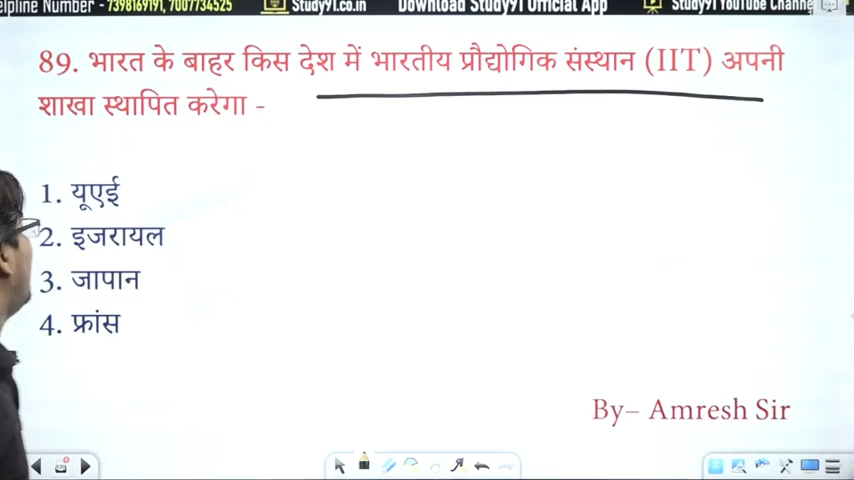 elpline Number - 7398169191, 7007734525 Study91.co.in Download Study91 Official App Study91 YouTube Channe
89. भारत के बाहर किस देश में भारतीय प्रौद्योगिक संस्थान (IIT) अपनी
शाखा स्थापित करेगा -
1. यूएई
2. इजरायल
3. जापान
4. फ्रांस
By– Amresh Sir